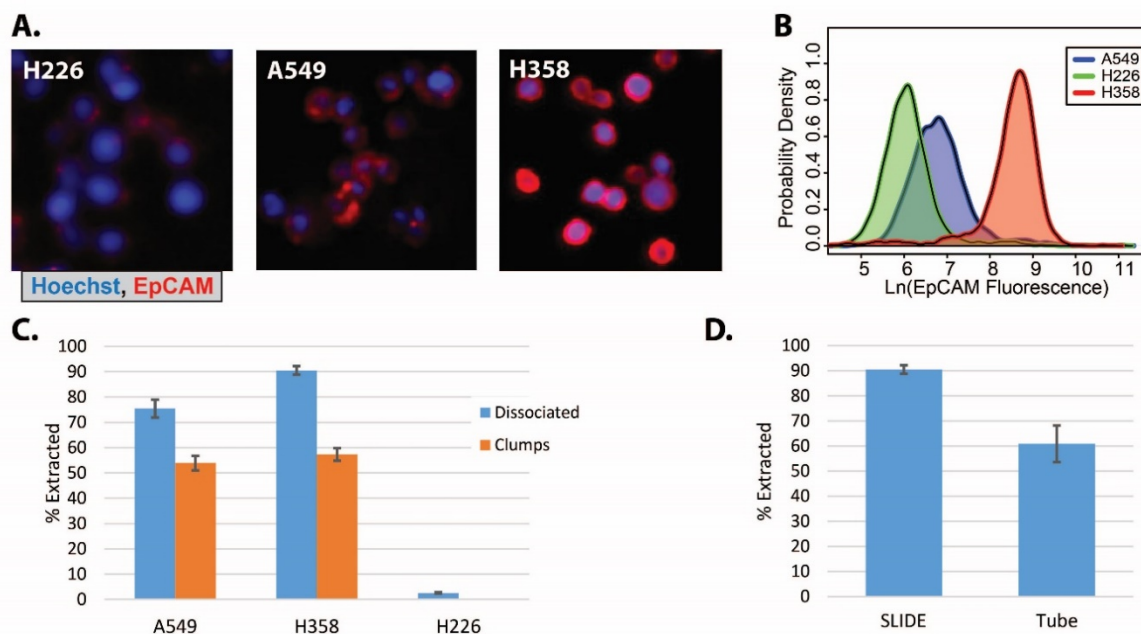 A.
H226
A549
H358
Hoechst, EpCAM
B
A549
H226
H358
Probability Density
1.0
0.8
0.6
0.4
0.2
0.0
5 6 7 8 9 10 11
Ln(EpCAM Fluorescence)
C.
% Extracted
100
90
80
70
60
50
40
30
20
10
0
A549 H358 H226
Dissociated
Clumps
D.
% Extracted
100
90
80
70
60
50
40
30
20
10
0
SLIDE Tube